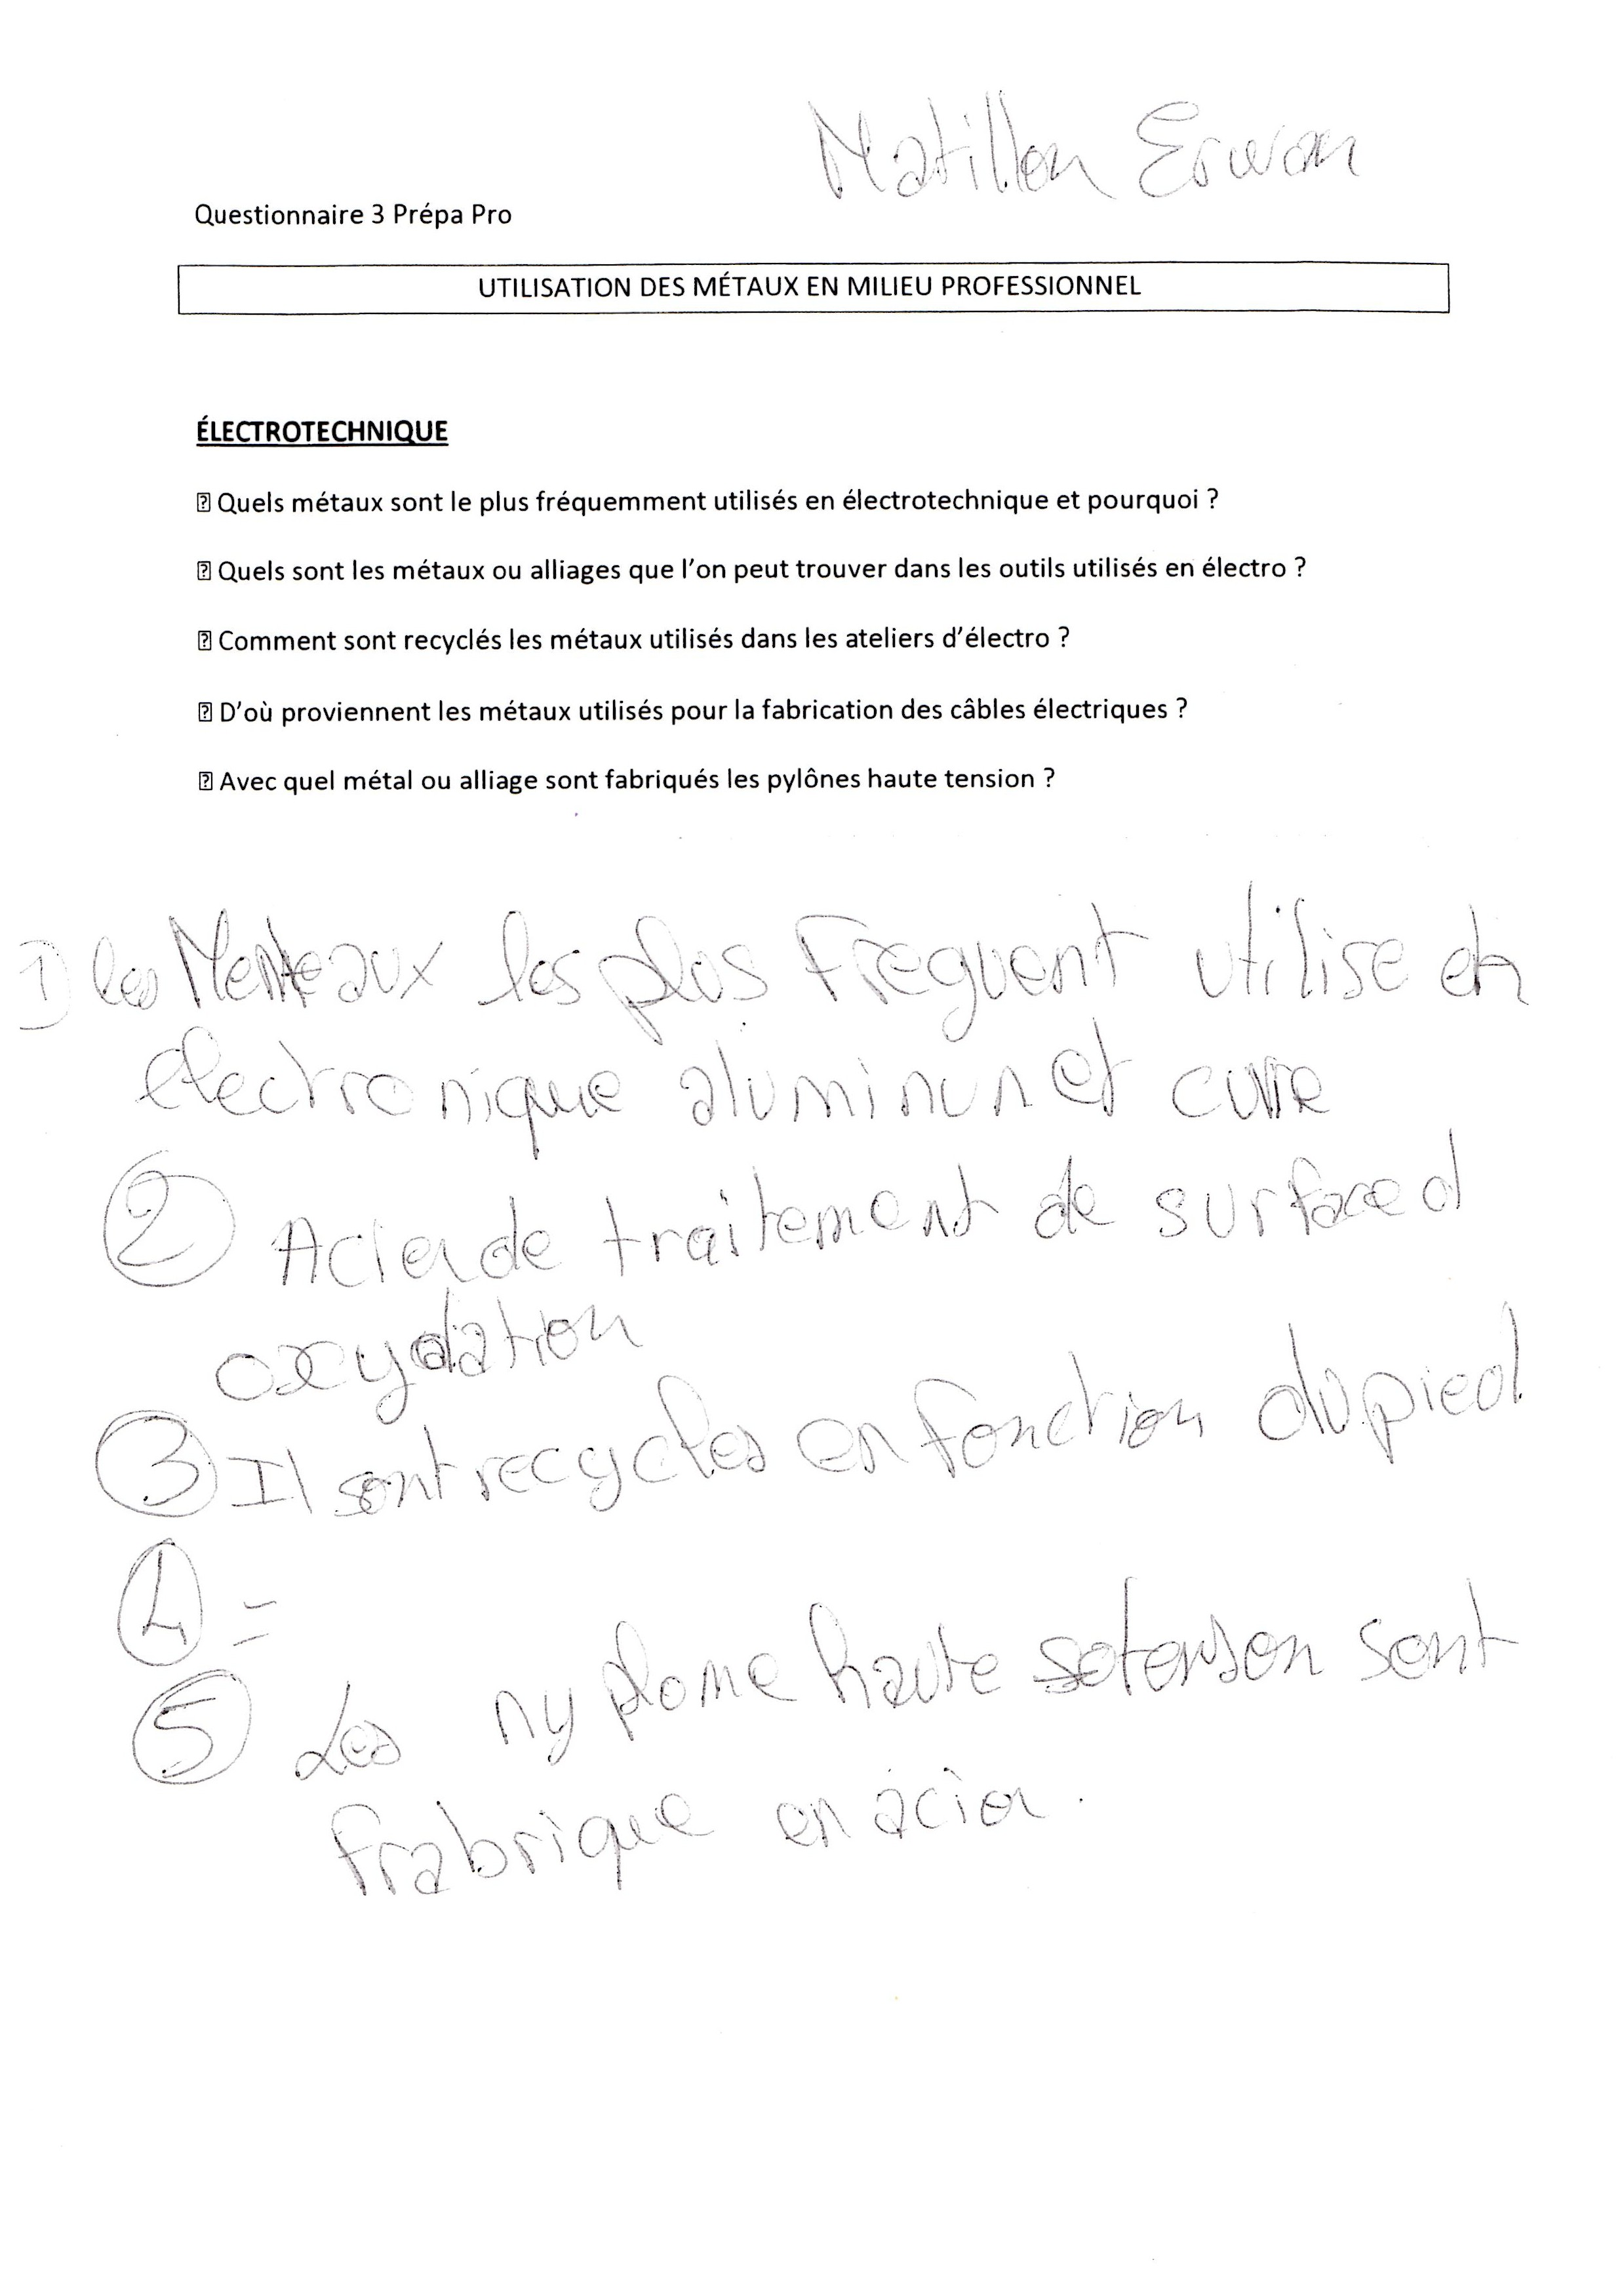 Matillon Erwan
Questionnaire 3 Prépa Pro
UTILISATION DES MÉTAUX EN MILIEU PROFESSIONNEL
ÉLECTROTECHNIQUE
Quels métaux sont le plus fréquemment utilisés en électrotechnique et pourquoi ?
Quels sont les métaux ou alliages que l'on peut trouver dans les outils utilisés en électro ?
Comment sont recyclés les métaux utilisés dans les ateliers d'électro ?
D'où proviennent les métaux utilisés pour la fabrication des câbles électriques ?
Avec quel métal ou alliage sont fabriqués les pylônes haute tension ?
1) les les plus Frequent utilise en
électronique aluminun et cuivre
2 Acier de traitement de surface d
oxydation
3 Il sont recycles en fonction du pied
4 =
5 Les nyplome haute sotension sont
frabrique en acier.